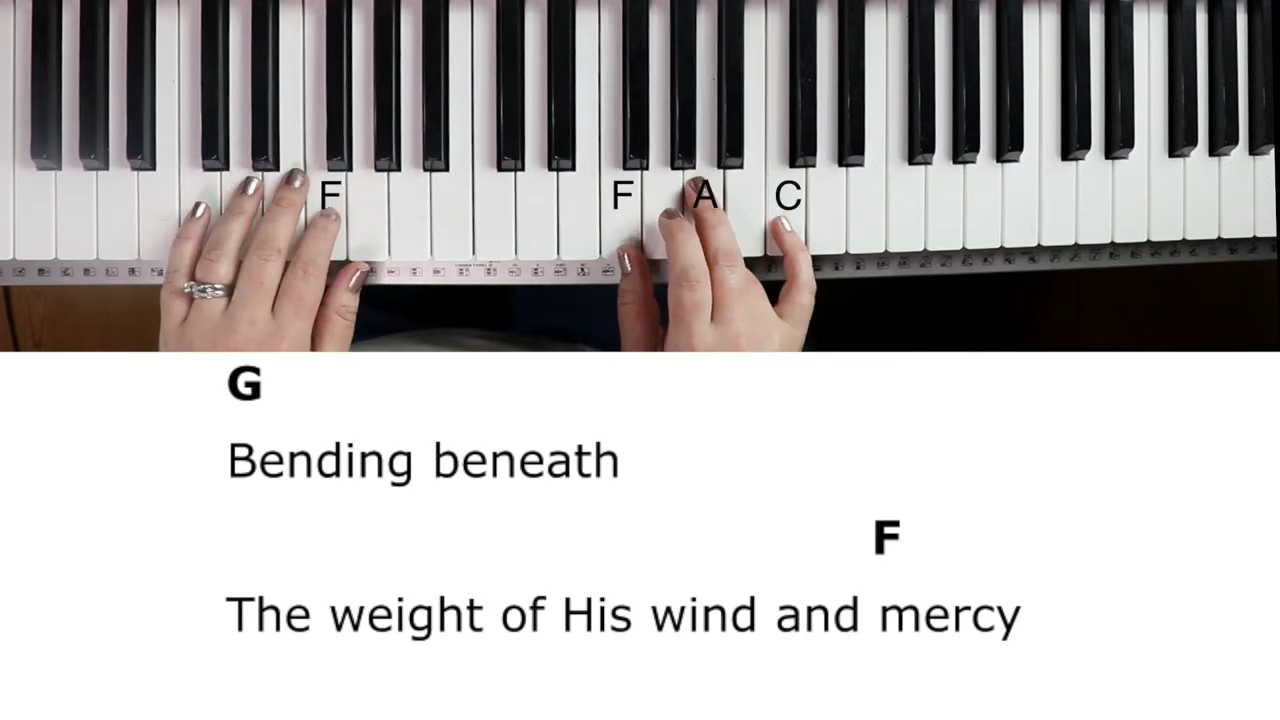 F F A C
G
Bending beneath
F
The weight of His wind and mercy